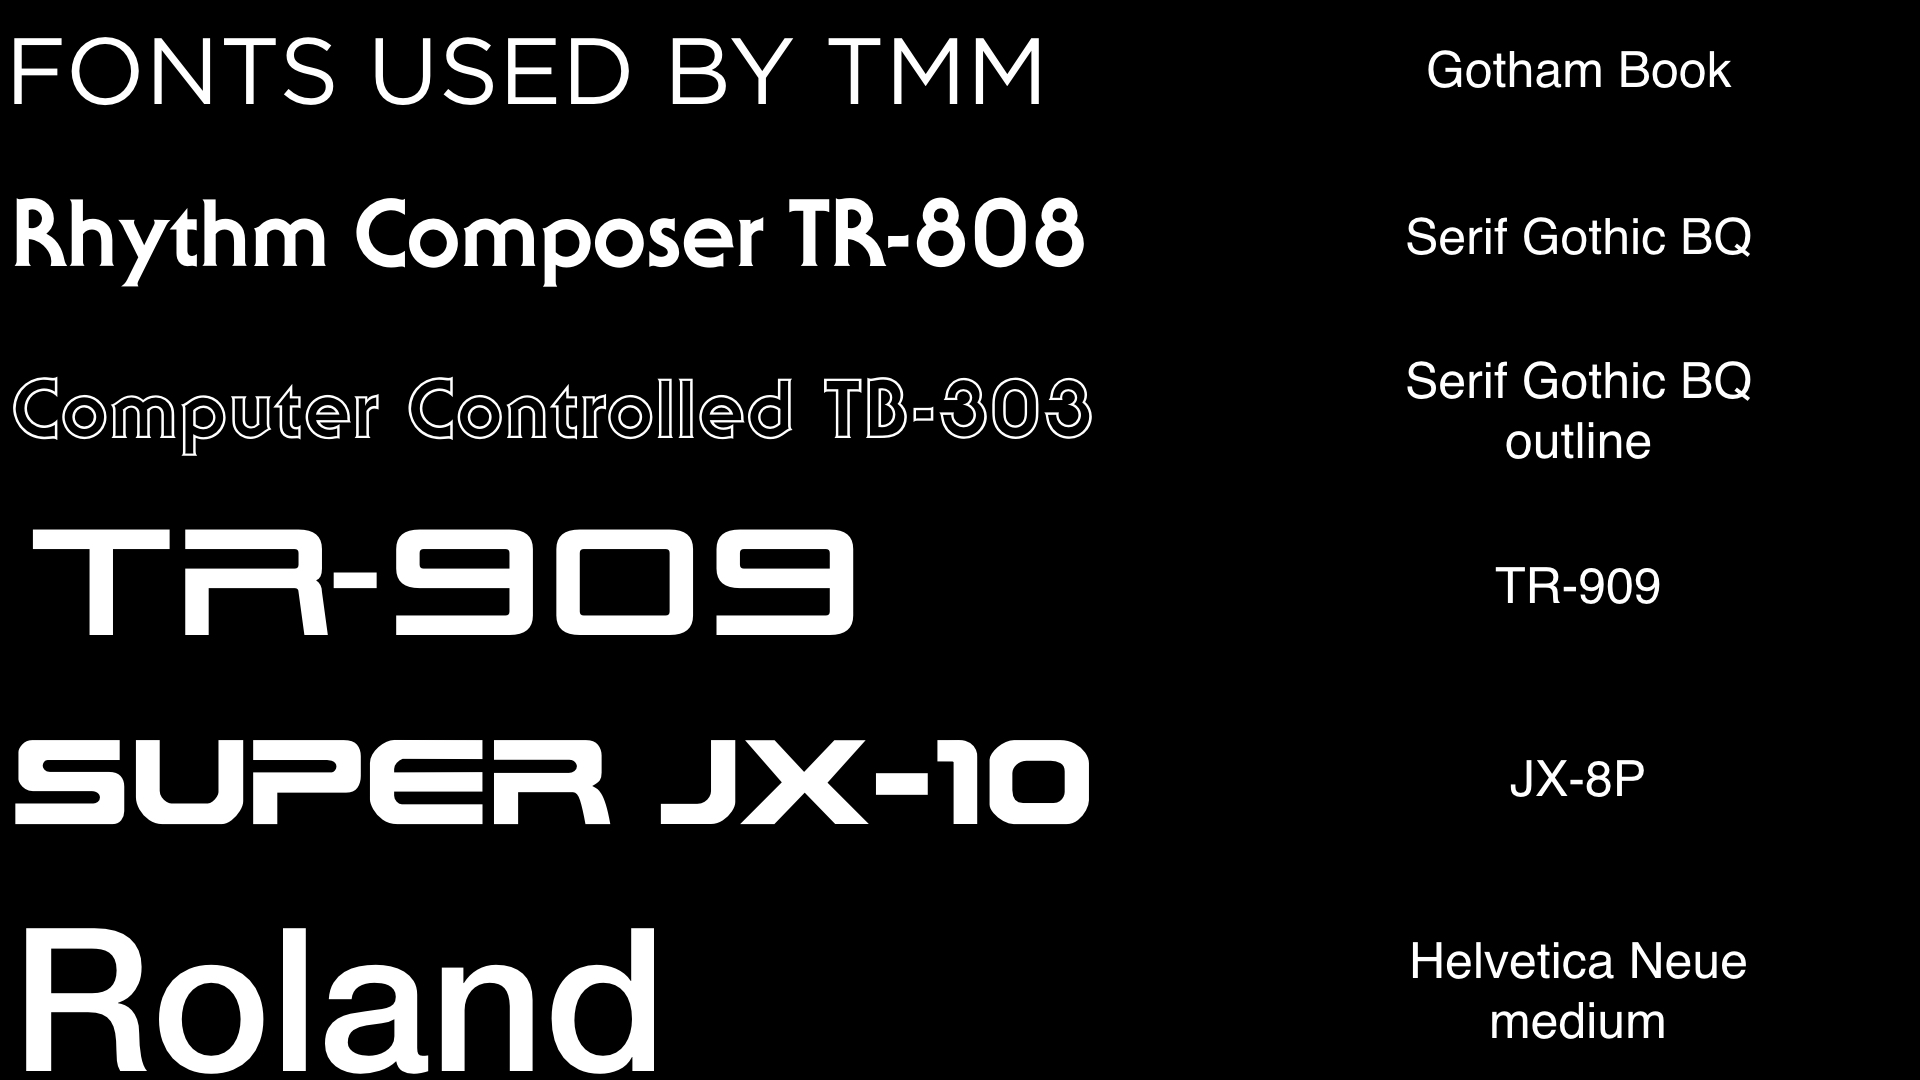 FONTS USED BY TMM
Gotham Book
Rhythm Composer TR-808
Serif Gothic BQ
Computer Controlled TB-303
Serif Gothic BQ
outline
TR-909
TR-909
SUPER JX-10
JX-8P
Roland
Helvetica Neue
medium